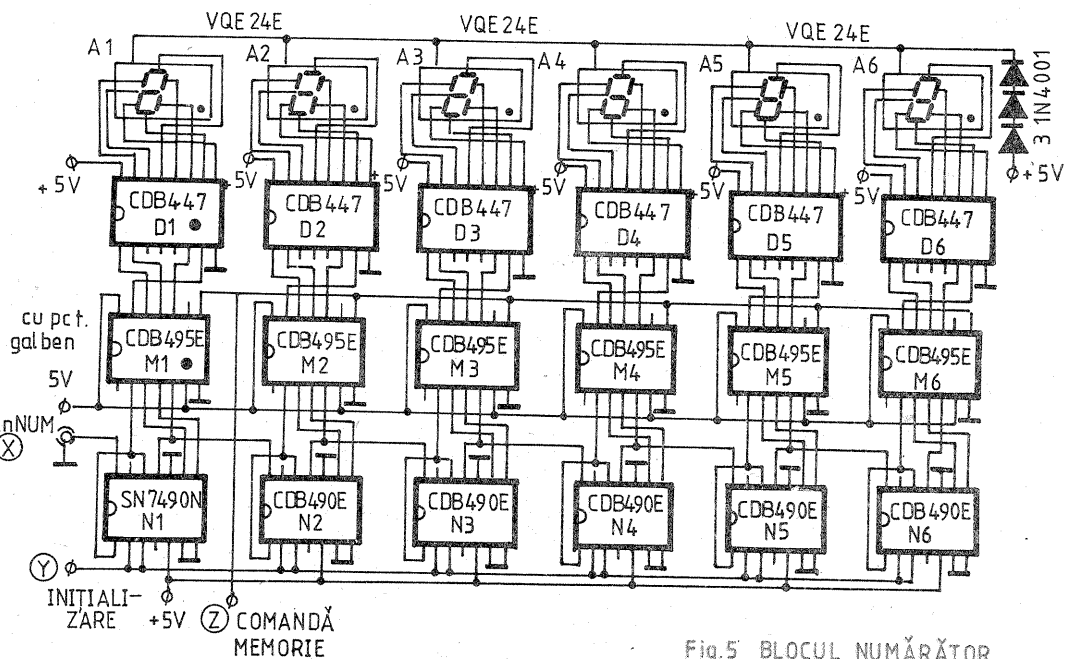 VQE 24E VQE 24E VQE 24E
A1 A2 A3 A4 A5 A6
3 1N4001
+5V 5V 5V 5V 5V 5V +5V
CDB447 CDB447 CDB447 CDB447 CDB447 CDB447
D1 D2 D3 D4 D5 D6
cu pct.
galben
CDB495E CDB495E CDB495E CDB495E CDB495E CDB495E
M1 M2 M3 M4 M5 M6
5V
nNUM
X
SN7490N CDB490E CDB490E CDB490E CDB490E CDB490E
N1 N2 N3 N4 N5 N6
Y
INIȚIALI-
ZARE +5V Z COMANDĂ
MEMORIE
Fig.5 BLOCUL NUMĂRĂTOR